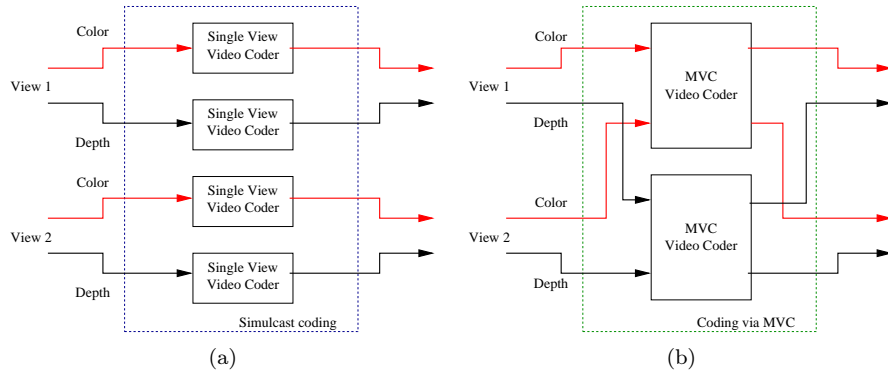 Color
Single View
Video Coder
View 1
Single View
Video Coder
Depth
Color
Single View
Video Coder
View 2
Single View
Video Coder
Depth
Simulcast coding
(a)
Color
MVC
Video Coder
View 1
Depth
Color
MVC
Video Coder
View 2
Depth
Coding via MVC
(b)